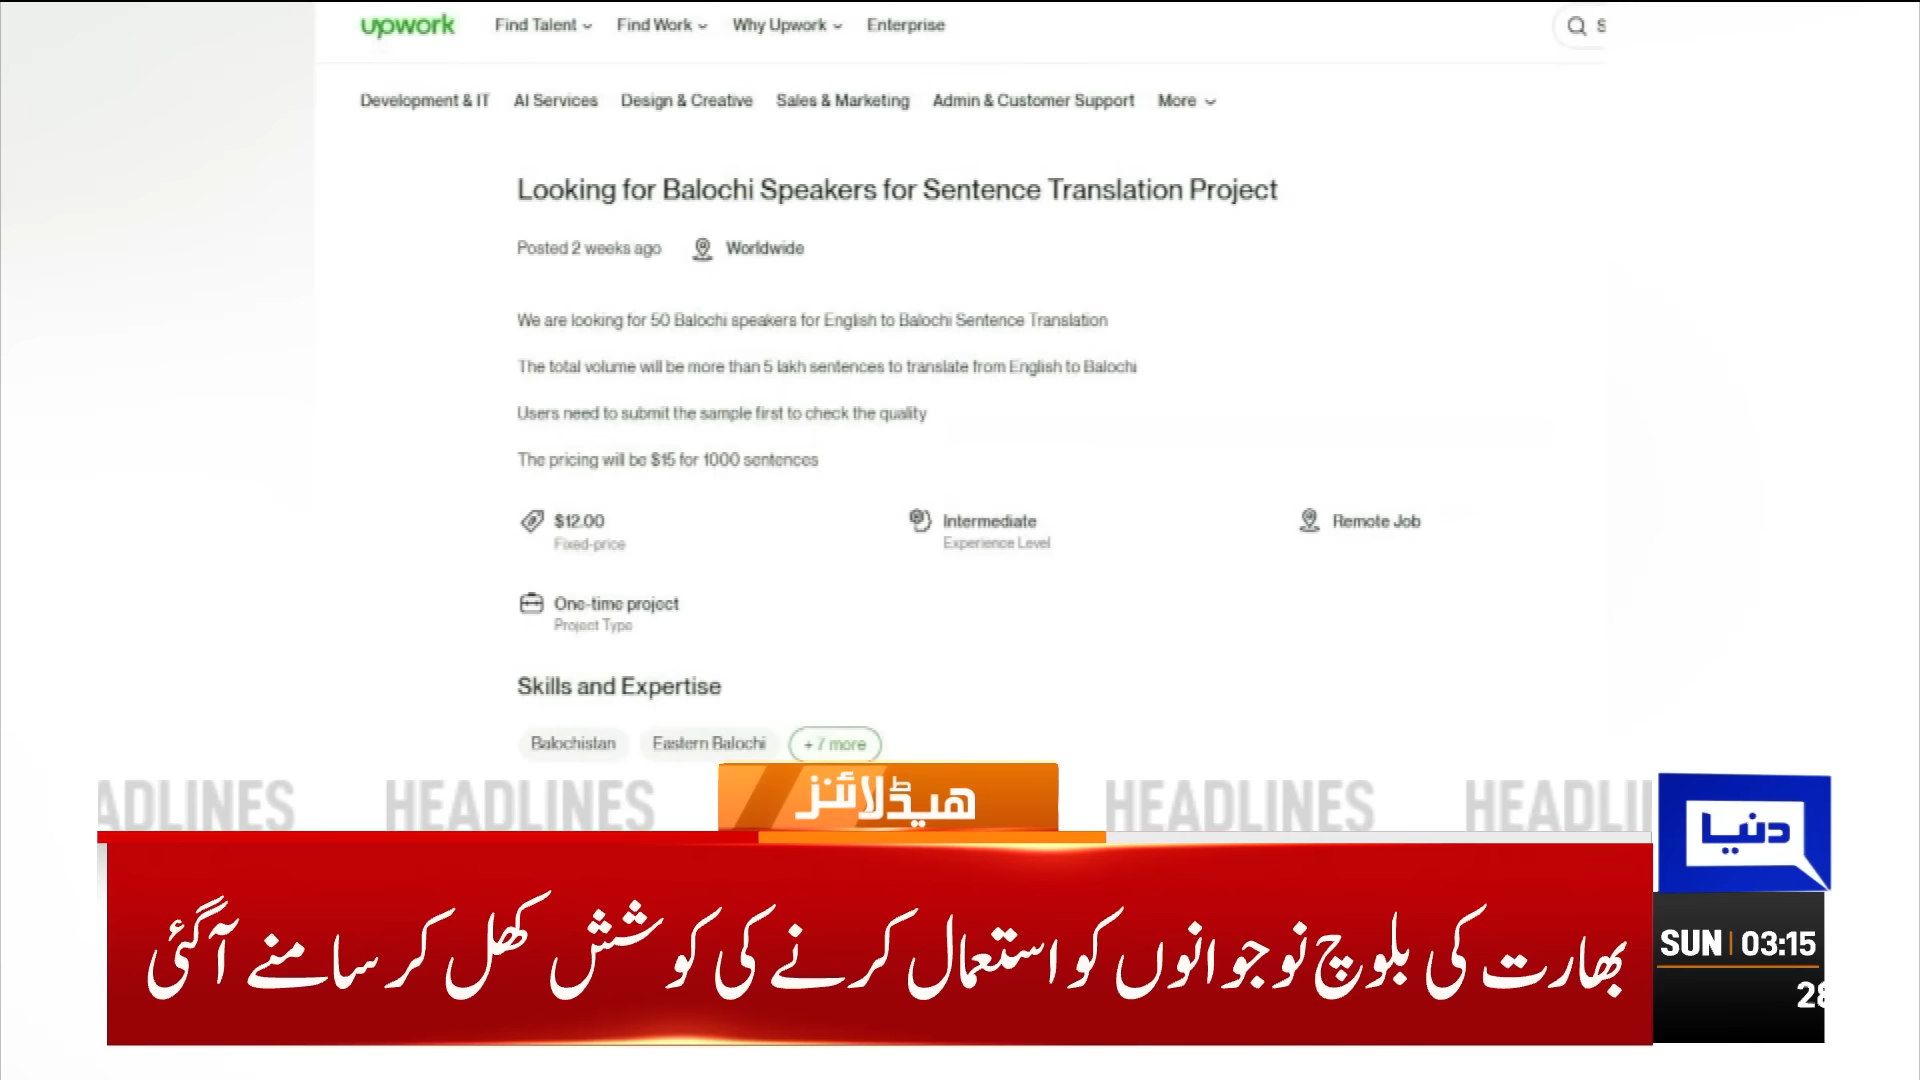 upwork Find Talent Find Work Why Upwork Enterprise S
Development & IT AI Services Design & Creative Sales & Marketing Admin & Customer Support More
Looking for Balochi Speakers for Sentence Translation Project
Posted 2 weeks ago Worldwide
We are looking for 50 Balochi speakers for English to Balochi Sentence Translation
The total volume will be more than 5 lakh sentences to translate from English to Balochi
Users need to submit the sample first to check the quality
The pricing will be $15 for 1000 sentences
$12.00 Intermediate Remote Job
Fixed-price Experience Level
One-time project
Project Type
Skills and Expertise
Balochistan Eastern Balochi + 7 more
ADLINES HEADLINES ہیڈلائنز HEADLINES HEADLI
دنیا
بھارت کی بلوچ نوجوانوں کو استعمال کرنے کی کوشش کھل کر سامنے آگئی
SUN 03:15
28